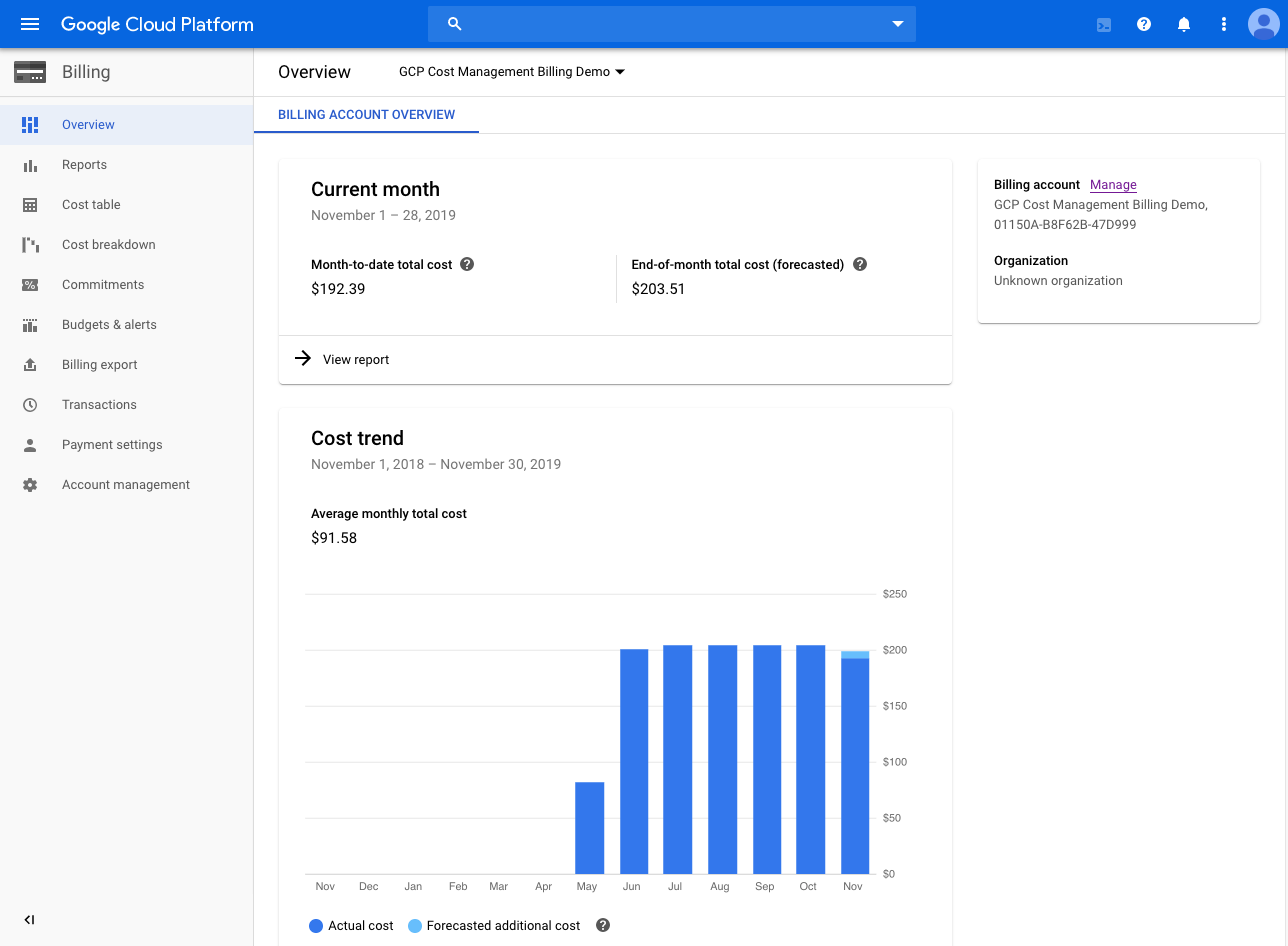 Google Cloud Platform
Billing
Overview
Reports
Cost table
Cost breakdown
Commitments
Budgets & alerts
Billing export
Transactions
Payment settings
Account management
Overview GCP Cost Management Billing Demo
BILLING ACCOUNT OVERVIEW
Current month
November 1 – 28, 2019
Month-to-date total cost
$192.39
End-of-month total cost (forecasted)
$203.51
View report
Cost trend
November 1, 2018 – November 30, 2019
Average monthly total cost
$91.58
$250
$200
$150
$100
$50
$0
Nov Dec Jan Feb Mar Apr May Jun Jul Aug Sep Oct Nov
Actual cost Forecasted additional cost
Billing account Manage
GCP Cost Management Billing Demo,
01150A-B8F62B-47D999
Organization
Unknown organization